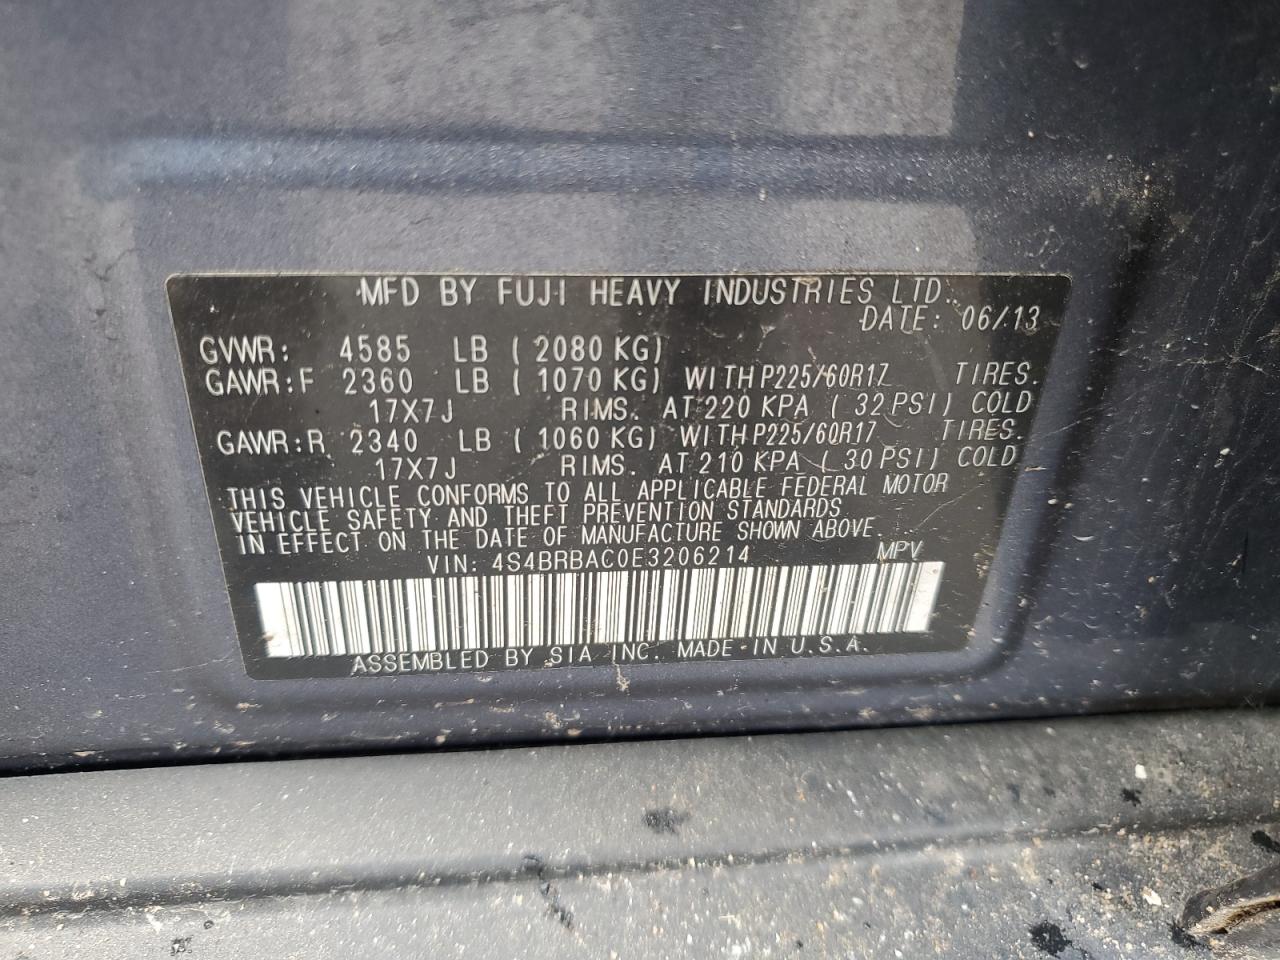 MFD BY FUJI HEAVY INDUSTRIES LTD.
DATE: 06/13
GVWR: 4585 LB ( 2080 KG)
GAWR:F 2360 LB ( 1070 KG) WITH P225/60R17 TIRES.
17X7J RIMS. AT 220 KPA ( 32 PSI) COLD
GAWR:R 2340 LB ( 1060 KG) WITH P225/60R17 TIRES.
17X7J RIMS. AT 210 KPA ( 30 PSI) COLD
THIS VEHICLE CONFORMS TO ALL APPLICABLE FEDERAL MOTOR
VEHICLE SAFETY AND THEFT PREVENTION STANDARDS
IN EFFECT ON THE DATE OF MANUFACTURE SHOWN ABOVE.
VIN: 4S4BRBAC0E3206214 MPV
ASSEMBLED BY SIA INC. MADE IN U.S.A.